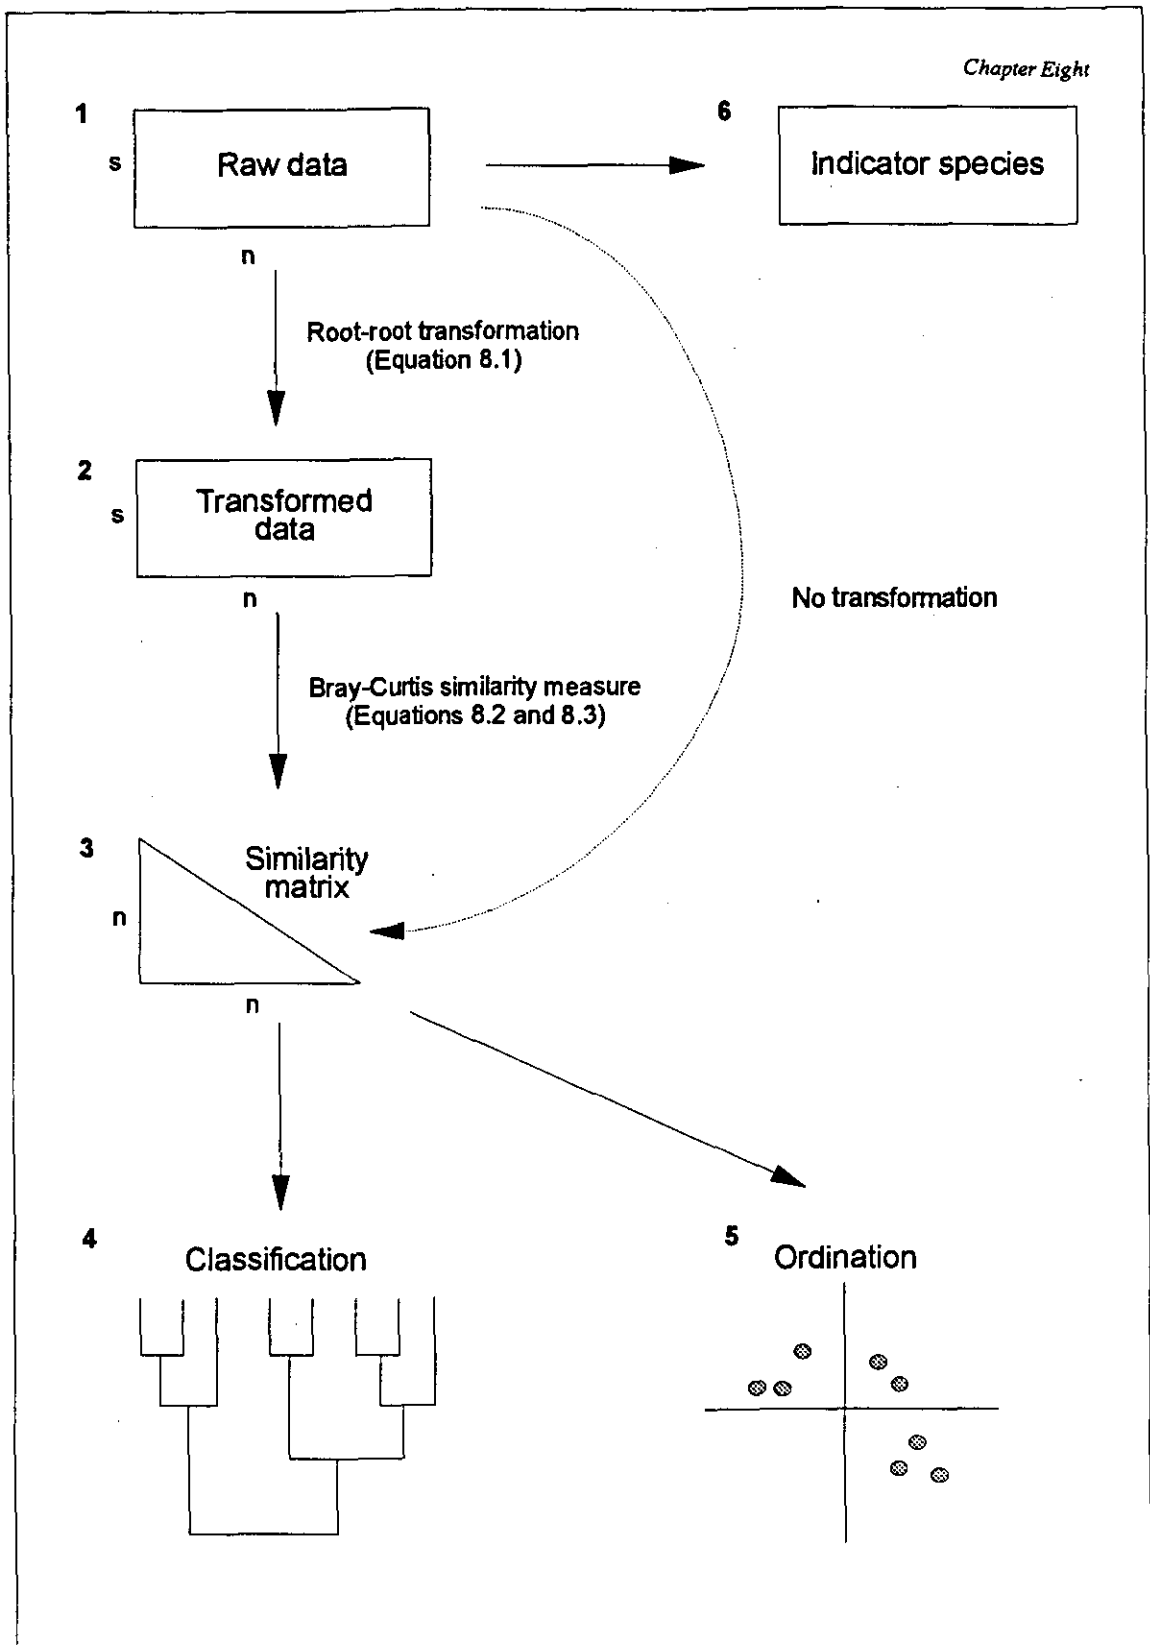 Chapter Eight
1
s
Raw data
n
6
Indicator species
Root-root transformation
(Equation 8.1)
2
s
Transformed
data
n
No transformation
Bray-Curtis similarity measure
(Equations 8.2 and 8.3)
3
n
Similarity
matrix
n
4
Classification
5
Ordination